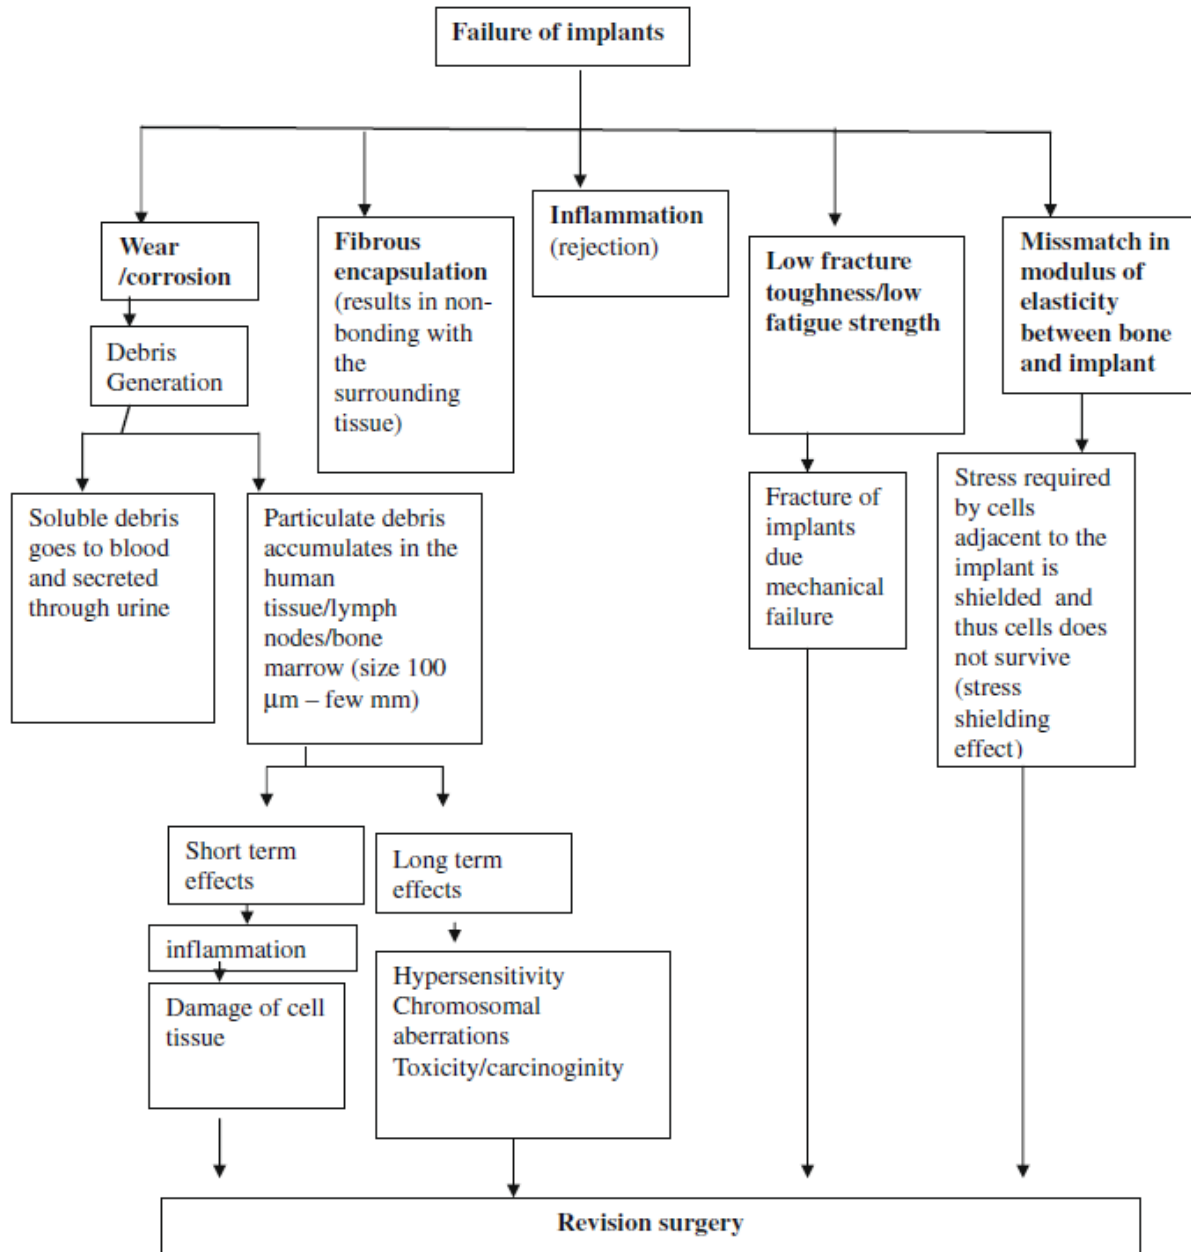 Failure of implants
Wear
/corrosion
Fibrous
encapsulation
(results in non-
bonding with
the
surrounding
tissue)
Inflammation
(rejection)
Low fracture
toughness/low
fatigue strength
Missmatch in
modulus of
elasticity
between bone
and implant
Debris
Generation
Soluble debris
goes to blood
and secreted
through urine
Particulate debris
accumulates in the
human
tissue/lymph
nodes/bone
marrow (size 100
μm – few mm)
Fracture of
implants
due
mechanical
failure
Stress required
by cells
adjacent to the
implant is
shielded and
thus cells does
not survive
(stress
shielding
effect)
Short term
effects
Long term
effects
inflammation
Damage of cell
tissue
Hypersensitivity
Chromosomal
aberrations
Toxicity/carcinoginity
Revision surgery